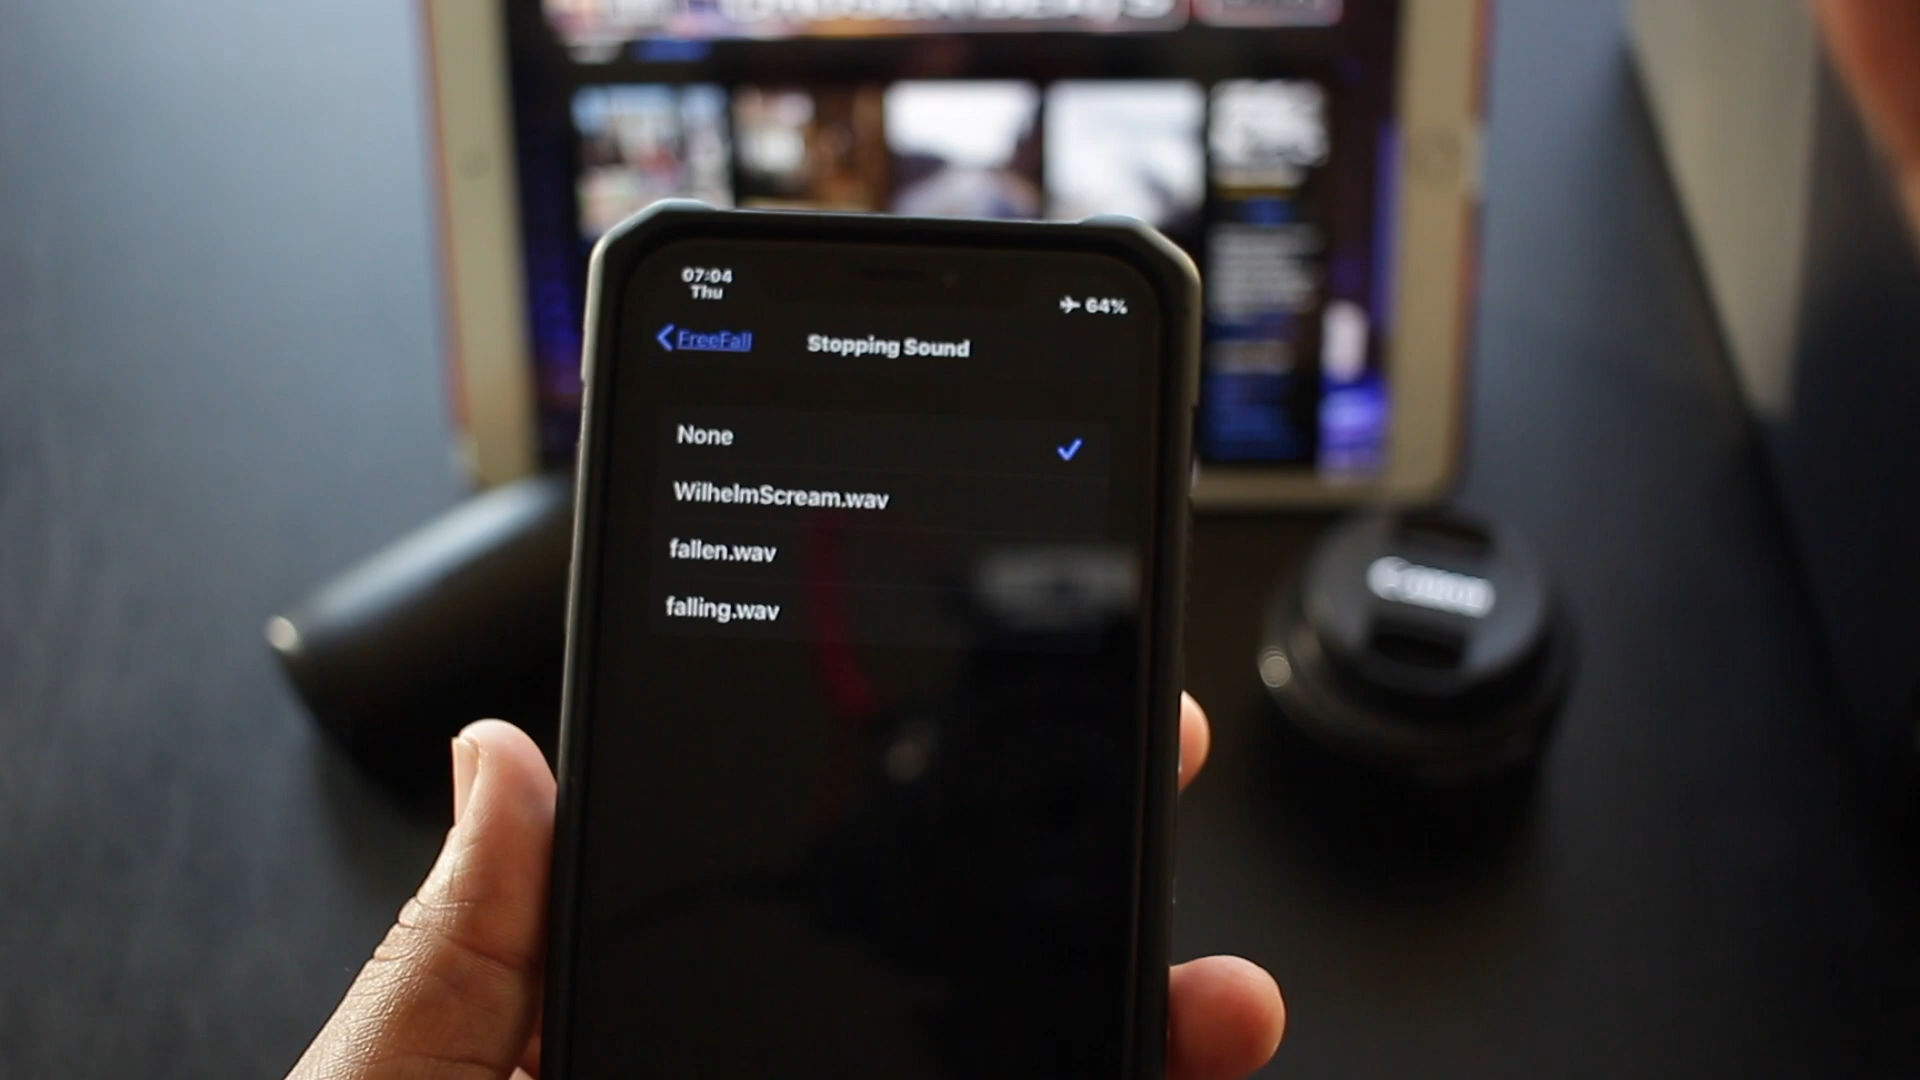 07:04
Thu
64%
FreeFall
Stopping Sound
None
WilhelmScream.wav
fallen.wav
falling.wav
Canon